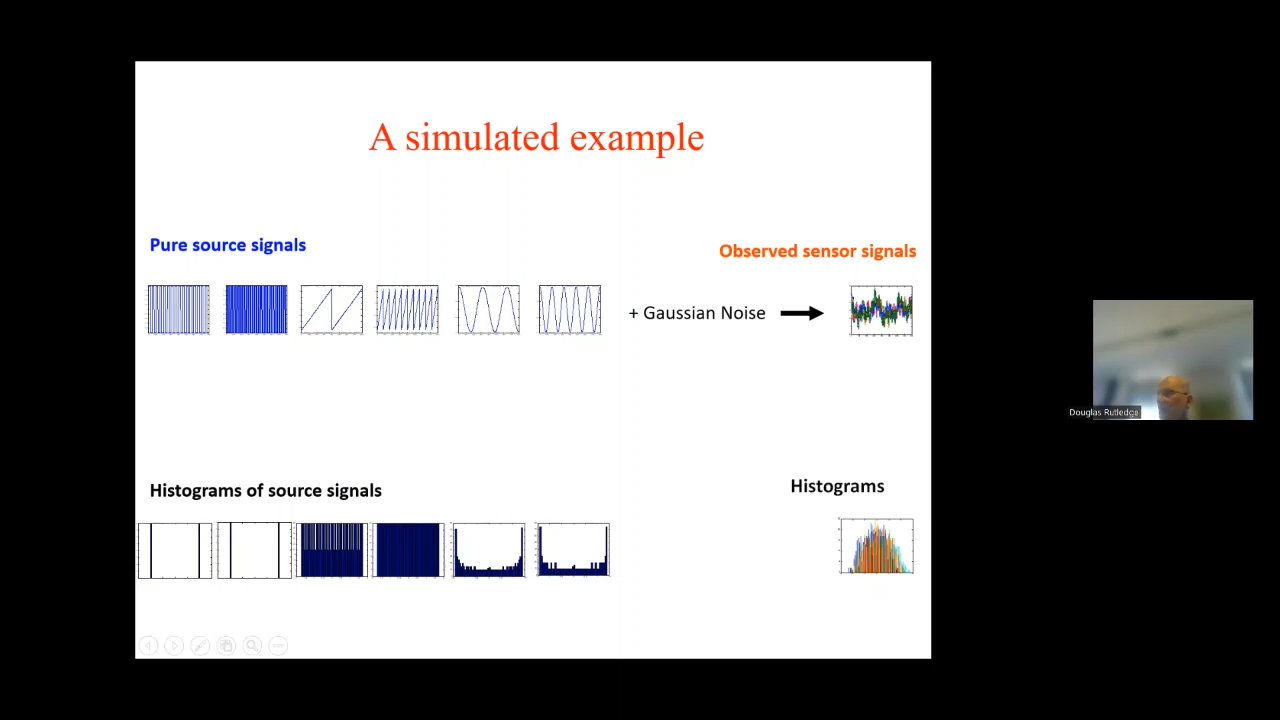 A simulated example
Pure source signals
Observed sensor signals
+ Gaussian Noise
Histograms of source signals
Histograms
Douglas Rutledge